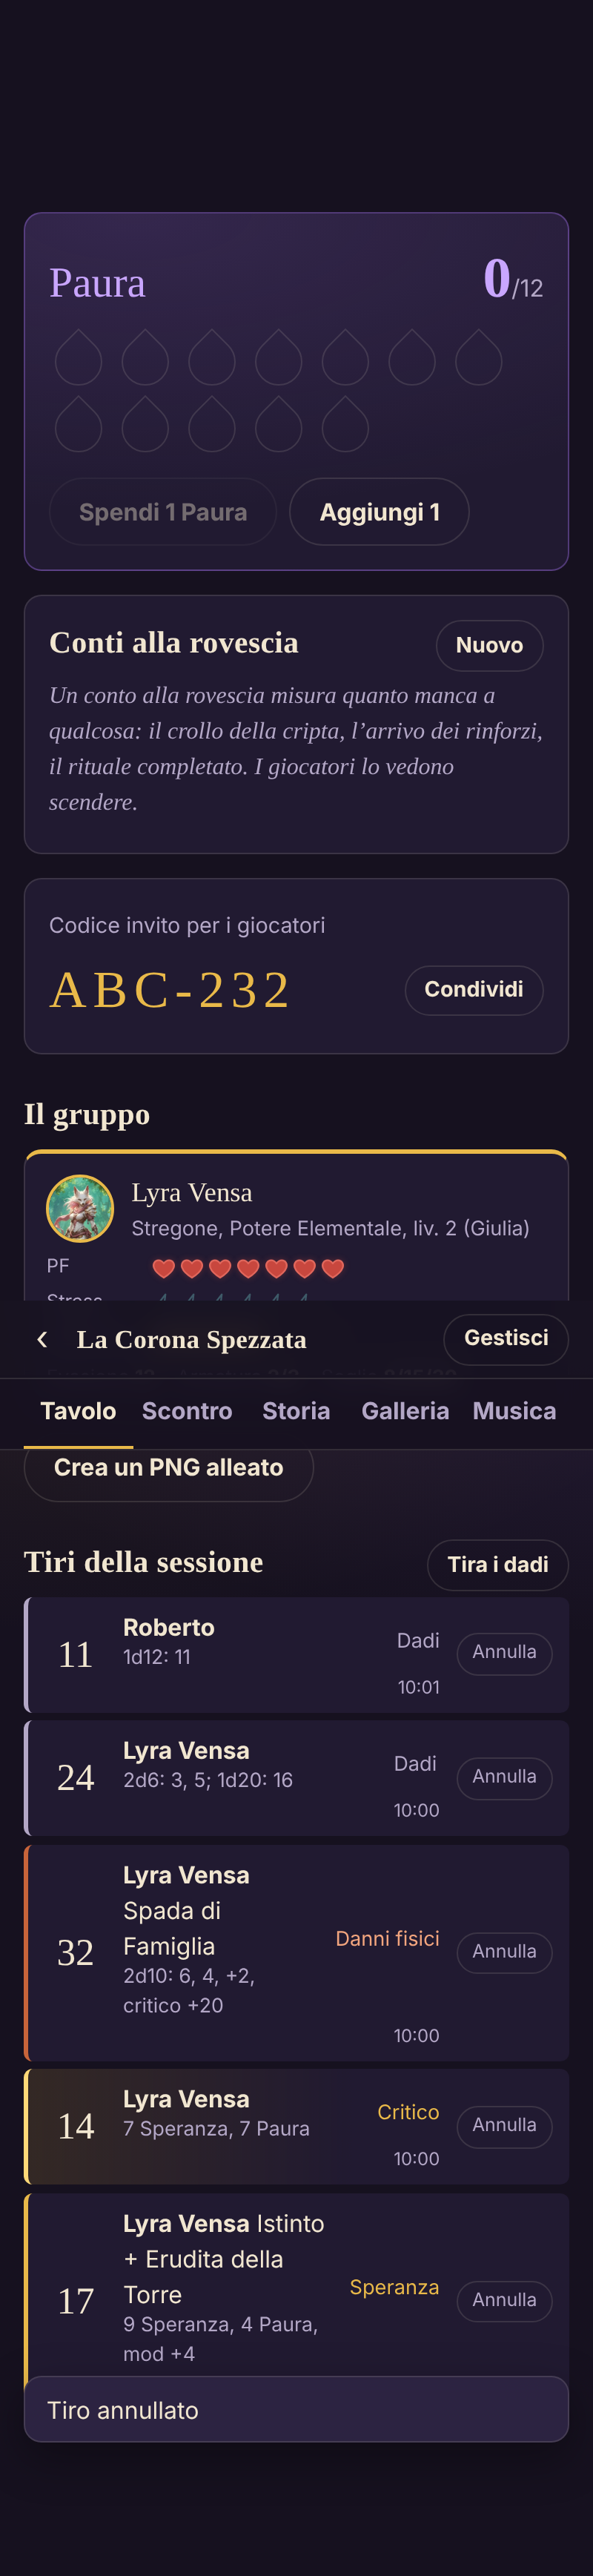 Paura
0/12
Spendi 1 Paura
Aggiungi 1
Conti alla rovescia
Nuovo
Un conto alla rovescia misura quanto manca a
qualcosa: il crollo della cripta, l’arrivo dei rinforzi,
il rituale completato. I giocatori lo vedono
scendere.
Codice invito per i giocatori
ABC-232
Condividi
Il gruppo
Lyra Vensa
Stregone, Potere Elementale, liv. 2 (Giulia)
PF
Stress
‹
La Corona Spezzata
Gestisci
Tavolo
Scontro
Storia
Galleria
Musica
Crea un PNG alleato
Tiri della sessione
Tira i dadi
11
Roberto
1d12: 11
Dadi
10:01
Annulla
24
Lyra Vensa
2d6: 3, 5; 1d20: 16
Dadi
10:00
Annulla
32
Lyra Vensa
Spada di
Famiglia
2d10: 6, 4, +2,
critico +20
Danni fisici
10:00
Annulla
14
Lyra Vensa
7 Speranza, 7 Paura
Critico
10:00
Annulla
17
Lyra Vensa Istinto
+ Erudita della
Torre
9 Speranza, 4 Paura,
mod +4
Speranza
Annulla
Tiro annullato